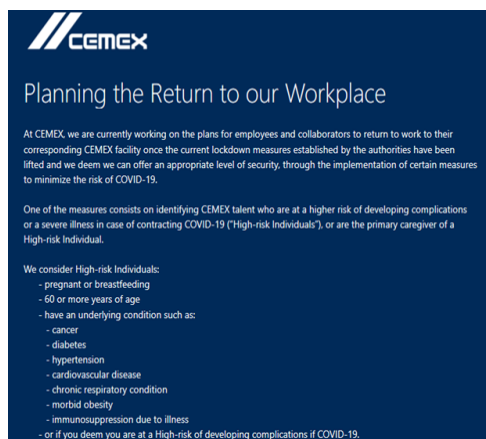 CEMEX
Planning the Return to our Workplace
At CEMEX, we are currently working on the plans for employees and collaborators to return to work to their
corresponding CEMEX facility once the current lockdown measures established by the authorities have been
lifted and we deem we can offer an appropriate level of security, through the implementation of certain measures
to minimize the risk of COVID-19.
One of the measures consists on identifying CEMEX talent who are at a higher risk of developing complications
or a severe illness in case of contracting COVID-19 ("High-risk Individuals"), or are the primary caregiver of a
High-risk Individual.
We consider High-risk Individuals:
- pregnant or breastfeeding
- 60 or more years of age
- have an underlying condition such as:
- cancer
- diabetes
- hypertension
- cardiovascular disease
- chronic respiratory condition
- morbid obesity
- immunosuppression due to illness
- or if you deem you are at a High-risk of developing complications if COVID-19.